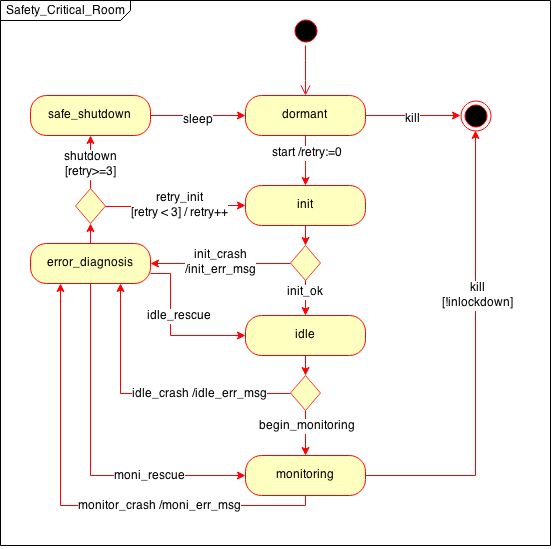 Safety_Critical_Room
safe_shutdown
sleep
dormant
kill
shutdown
[retry>=3]
start /retry:=0
retry_init
[retry < 3] / retry++
init
error_diagnosis
init_crash
/init_err_msg
init_ok
kill
[!inlockdown]
idle_rescue
idle
idle_crash /idle_err_msg
begin_monitoring
moni_rescue
monitoring
monitor_crash /moni_err_msg